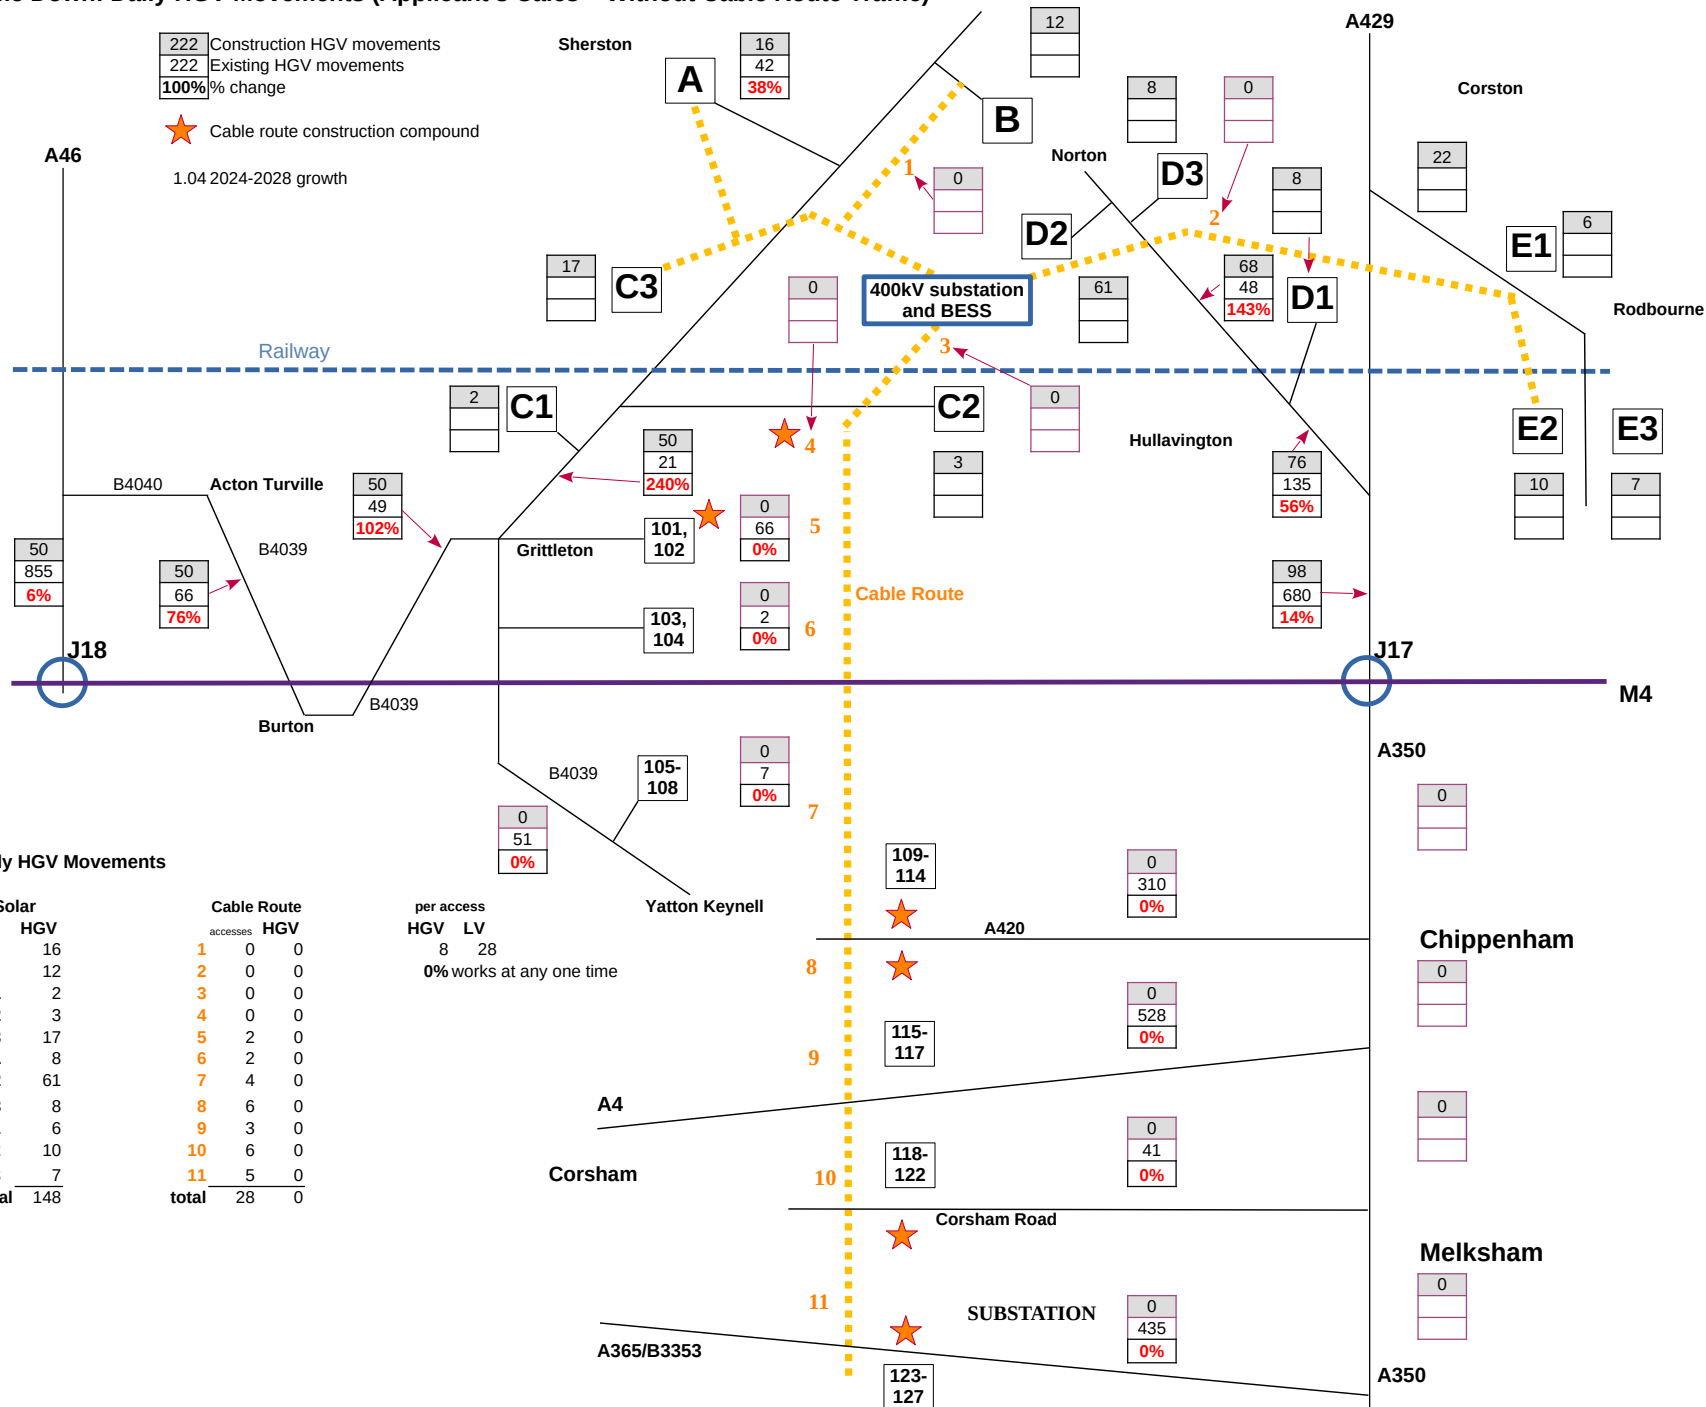 Down: Daily HGV Movements (Applicant's
Without Cable Route Traffic)
222 Construction HGV movements
222 Existing HGV movements
100% % change
Cable route construction compound
1.04 2024-2028 growth
Sherston
A
16
42
38%
12
B
A429
Corston
8
0
Norton
D3
8
22
A46
1
0
D2
2
E1
6
17
C3
0
400kV substation
and BESS
61
68
48
143%
D1
Rodbourne
Railway
3
2
C1
C2
0
E2
E3
4
Hullavington
50
21
240%
3
76
135
56%
10
7
B4040
Acton Turville
50
49
102%
B4039
101,
102
0
66
0%
5
Grittleton
50
855
6%
50
66
76%
Cable Route
98
680
14%
103,
104
0
2
0%
6
J18
J17
M4
B4039
Burton
A350
B4039
105-
108
0
7
0%
7
0
51
0%
0
109-
114
0
310
0%
Yatton Keynell
A420
Chippenham
8
0
0
528
0%
115-
117
9
A4
0
0
41
0%
118-
122
Corsham
10
Corsham Road
Melksham
0
11
SUBSTATION
0
435
0%
A365/B3353
A350
123-
127
HGV Movements
Solar
HGV
16
12
2
3
17
8
61
8
6
10
7
148
Cable Route
accesses HGV
1 0 0
2 0 0
3 0 0
4 0 0
5 2 0
6 2 0
7 4 0
8 6 0
9 3 0
10 6 0
11 5 0
total 28 0
per access
HGV LV
8 28
0% works at any one time